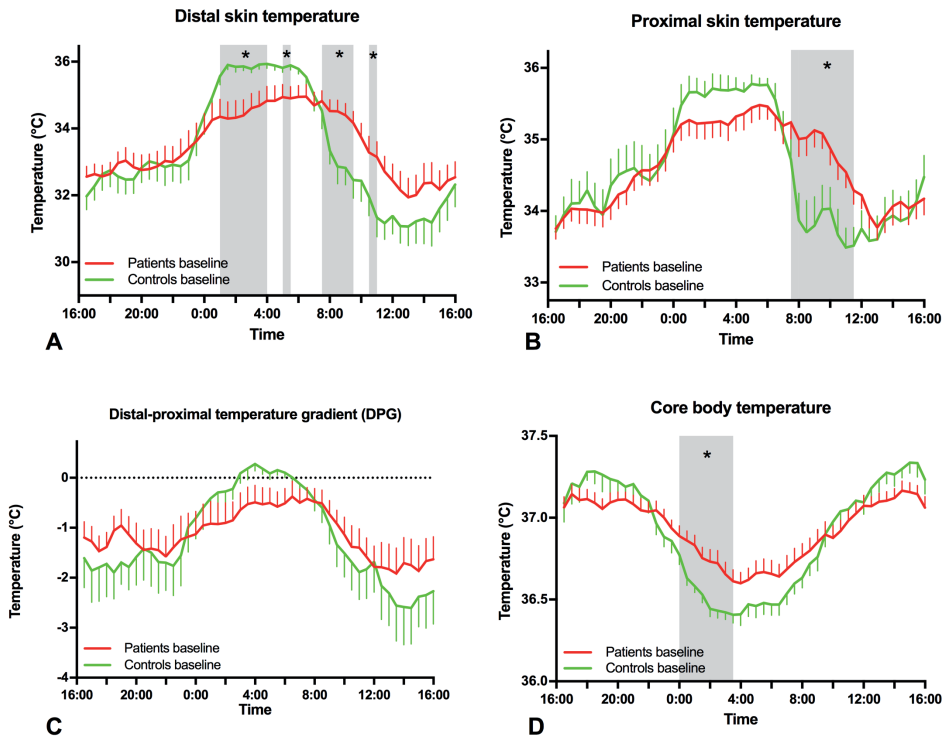 Distal skin temperature
*
*
*
*
Temperature (°C)
36
34
32
30
Patients baseline
Controls baseline
16:00
20:00
0:00
4:00
8:00
12:00
16:00
Time
A
Proximal skin temperature
*
Temperature (°C)
36
35
34
33
Patients baseline
Controls baseline
16:00
20:00
0:00
4:00
8:00
12:00
16:00
Time
B
Distal-proximal temperature gradient (DPG)
Temperature (°C)
0
-1
-2
-3
-4
Patients baseline
Controls baseline
16:00
20:00
0:00
4:00
8:00
12:00
16:00
Time
C
Core body temperature
*
Temperature (°C)
37.5
37.0
36.5
36.0
Patients baseline
Controls baseline
16:00
20:00
0:00
4:00
8:00
12:00
16:00
Time
D